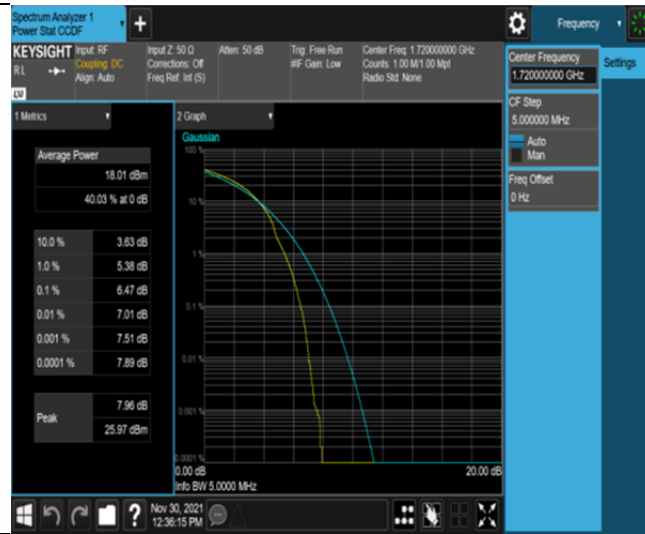 Spectrum Analyzer 1
Power Stat CCDF
+
Frequency
KEYSIGHT
Input: RF
Coupling: DC
Align: Auto
RL
LXI
Input Z: 50 Ω
Corrections: Off
Freq Ref: Int (S)
Atten: 50 dB
Trig: Free Run
#IF Gain: Low
Center Freq: 1.720000000 GHz
Counts: 1.00 M/1.00 Mpt
Radio Std: None
Center Frequency
1.720000000 GHz
Settings
CF Step
5.000000 MHz
Auto
Man
Freq Offset
0 Hz
1 Metrics
Average Power
18.01 dBm
40.03 % at 0 dB
10.0 % 3.63 dB
1.0 % 5.38 dB
0.1 % 6.47 dB
0.01 % 7.01 dB
0.001 % 7.51 dB
0.0001 % 7.89 dB
Peak
7.96 dB
25.97 dBm
2 Graph
Gaussian
100 %
10 %
1 %
0.1 %
0.01 %
0.001 %
0.0001 %
0.00 dB 20.00 dB
Info BW 5.0000 MHz
?
Nov 30, 2021
12:36:15 PM